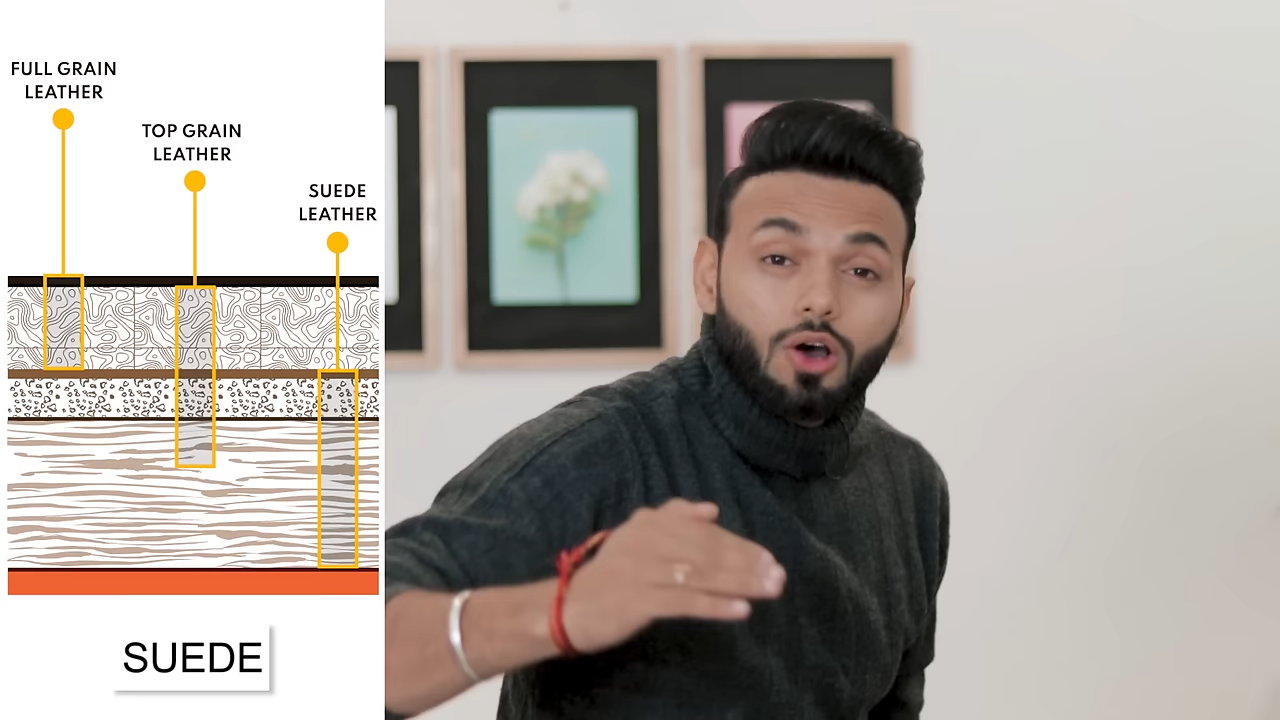 FULL GRAIN
LEATHER
TOP GRAIN
LEATHER
SUEDE
LEATHER
SUEDE